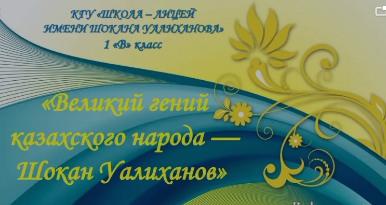 КГУ «ШКОЛА – ЛИЦЕЙ
ИМЕНИ ШОКАНА УАЛИХАНОВА»
1 «В» класс
«Великий гений
казахского народа —
Шокан Уалиханов»